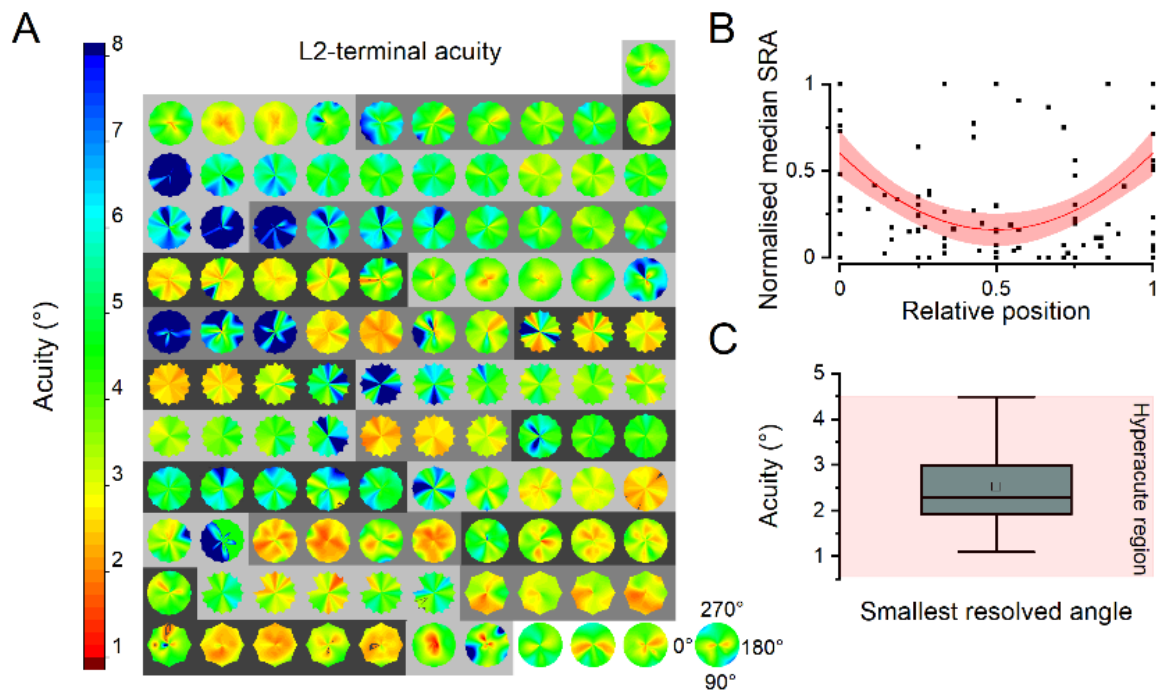 A
L2-terminal acuity
Acuity (°)
8
7
6
5
4
3
2
1
270°
0°
180°
90°
B
Normalised median SRA
1
0.5
0
0
0.5
1
Relative position
C
Acuity (°)
5
4
3
2
1
Hyperacute region
Smallest resolved angle